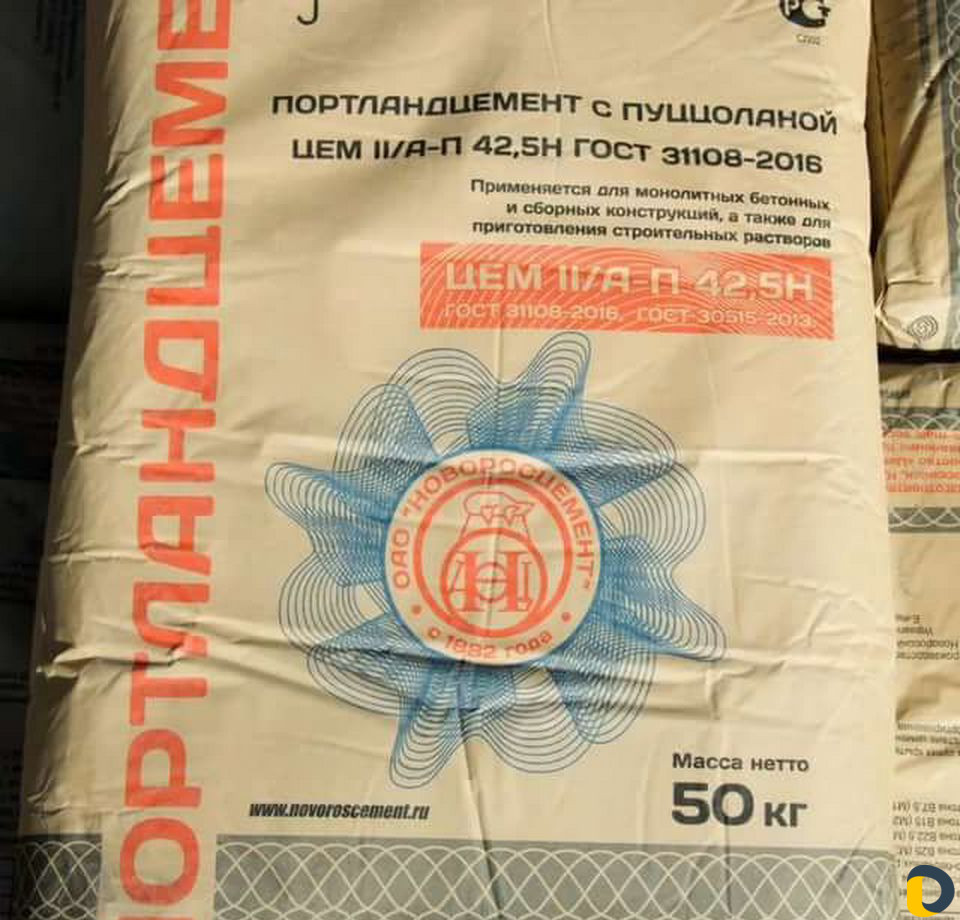 ПОРТЛАНДЦЕМЕ
ПОРТЛАНДЦЕМЕНТ С ПУЦЦОЛАНОЙ
ЦЕМ II/А-П 42,5Н ГОСТ 31108-2016
Применяется для монолитных бетонных
и сборных конструкций, а также для
приготовления строительных растворов
ЦЕМ II/А-П 42,5Н
ГОСТ 31108-2016, ГОСТ 30515-2013
ОАО "НОВОРОСЦЕМЕНТ"
с 1882 года
Масса нетто
50 кг
www.novoroscement.ru